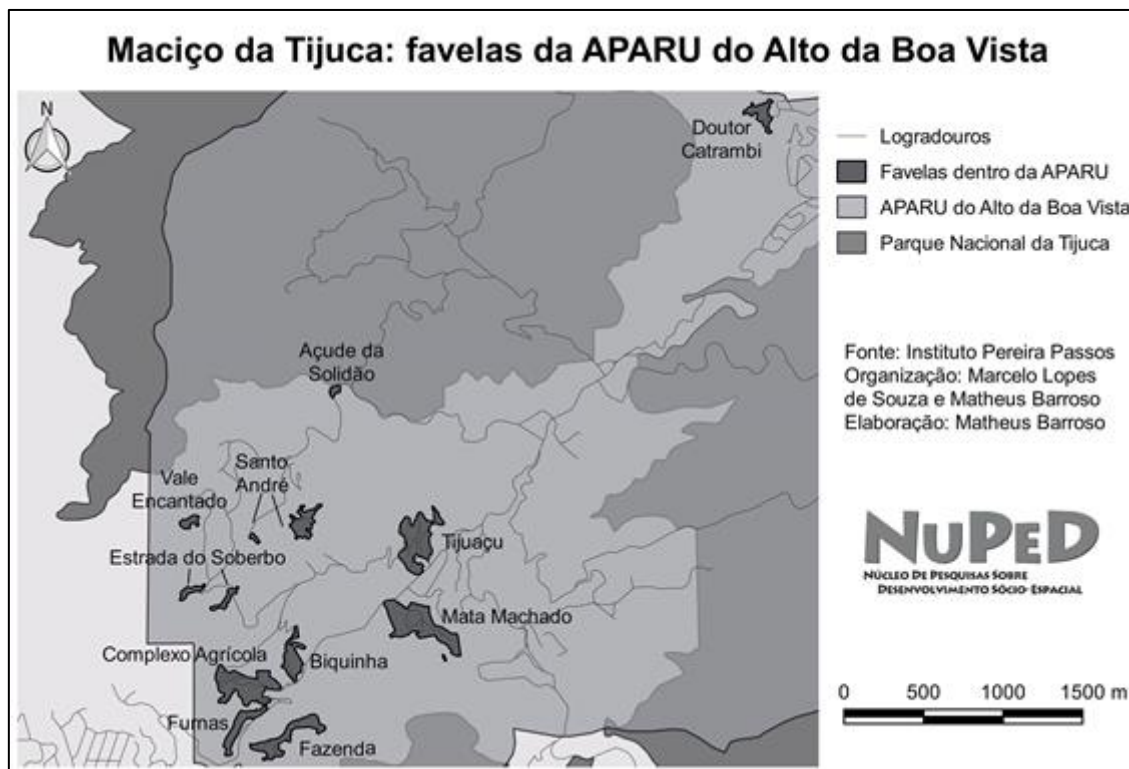 Maciço da Tijuca: favelas da APARU do Alto da Boa Vista
N
Doutor
Catrambi
Açude da
Solidão
Santo
André
Vale
Encantado
Estrada do Soberbo
Tijuaçu
Mata Machado
Complexo Agrícola
Biquinha
Furnas
Fazenda
Logradouros
Favelas dentro da APARU
APARU do Alto da Boa Vista
Parque Nacional da Tijuca
Fonte: Instituto Pereira Passos
Organização: Marcelo Lopes
de Souza e Matheus Barroso
Elaboração: Matheus Barroso
NUPED
NÚCLEO DE PESQUISAS SOBRE
DESENVOLVIMENTO SÓCIO-ESPACIAL
0 500 1000 1500 m